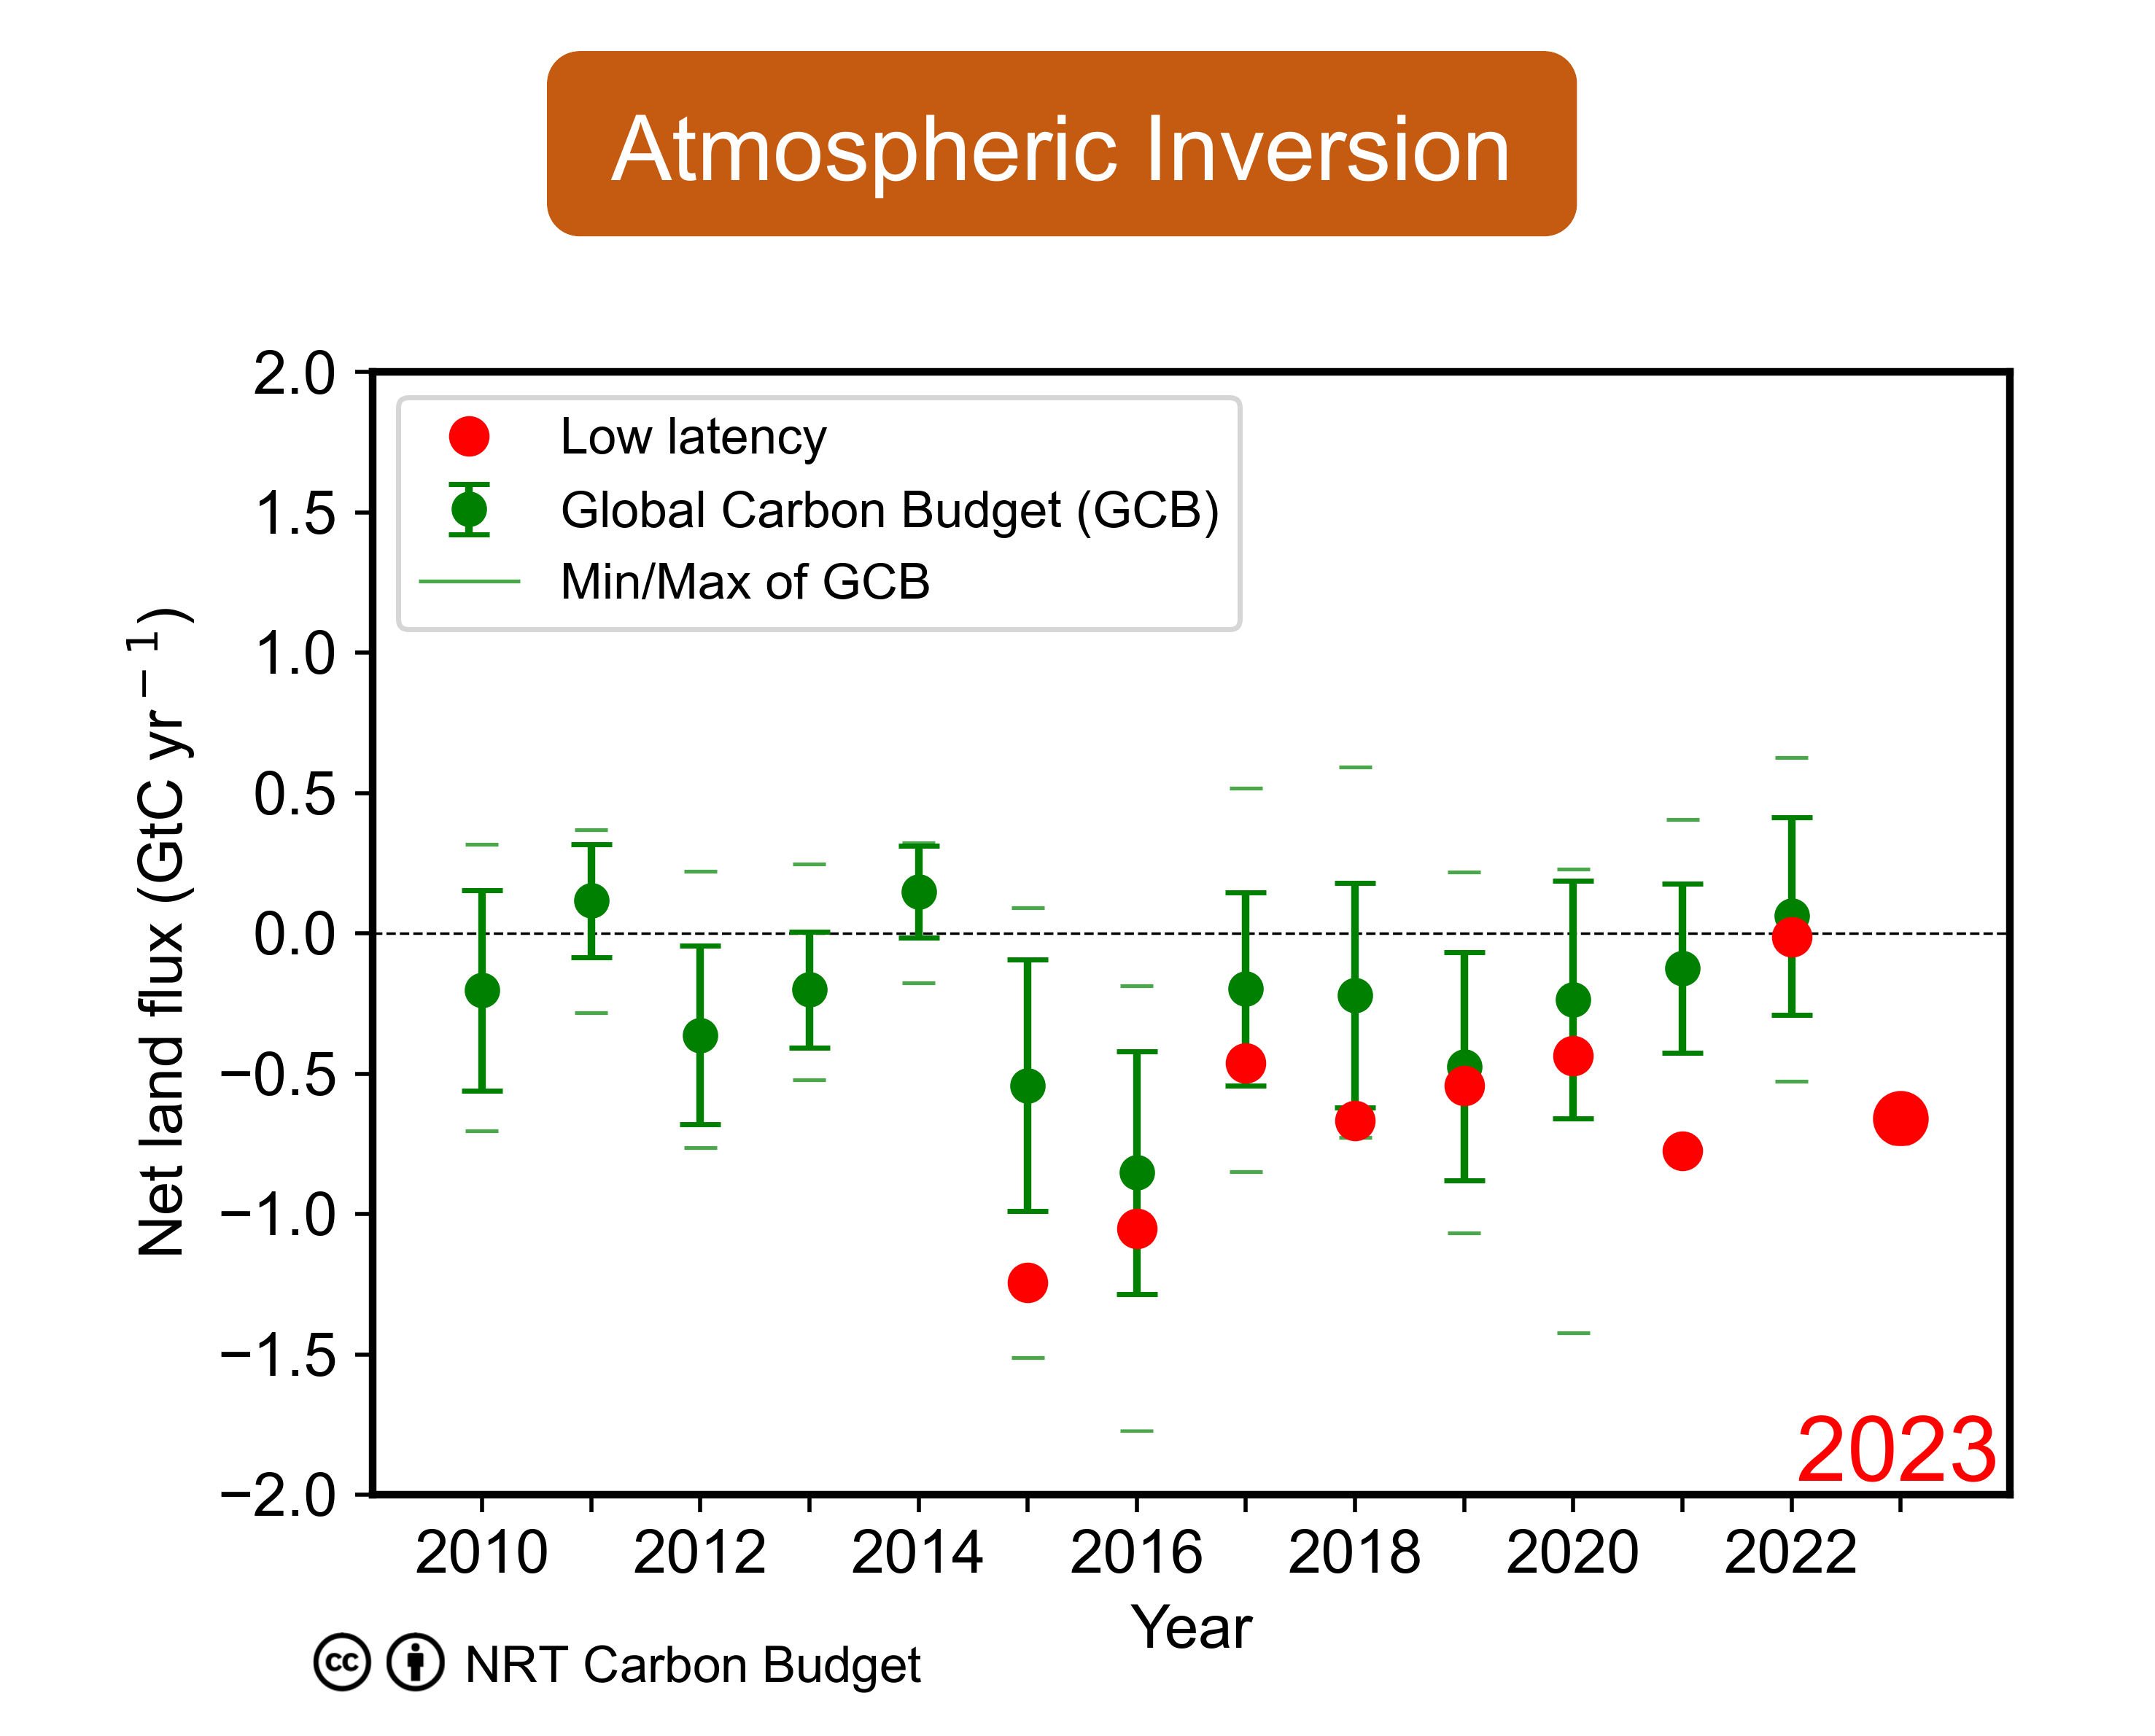 Atmospheric Inversion
2.0
1.5
1.0
0.5
0.0
−0.5
−1.0
−1.5
−2.0
Net land flux (GtC yr⁻¹)
Low latency
Global Carbon Budget (GCB)
Min/Max of GCB
2023
2010 2012 2014 2016 2018 2020 2022
Year
cc NRT Carbon Budget